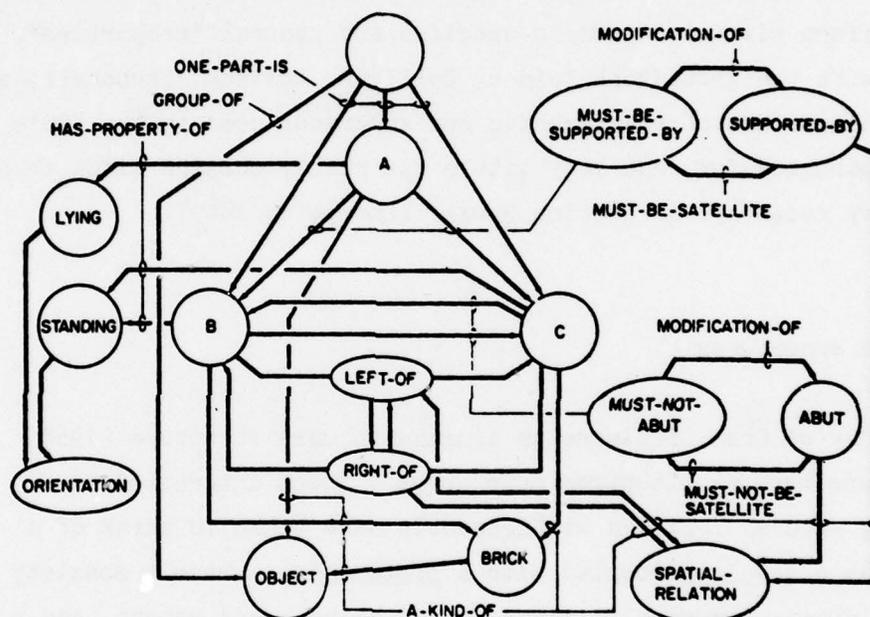 MODIFICATION-OF
ONE-PART-IS
GROUP-OF
HAS-PROPERTY-OF
MUST-BE-
SUPPORTED-BY
SUPPORTED-BY
A
LYING
MUST-BE-SATELLITE
STANDING
B
C
MODIFICATION-OF
LEFT-OF
MUST-NOT-
ABUT
ABUT
RIGHT-OF
ORIENTATION
MUST-NOT-BE-
SATELLITE
BRICK
OBJECT
SPATIAL-
RELATION
A-KIND-OF